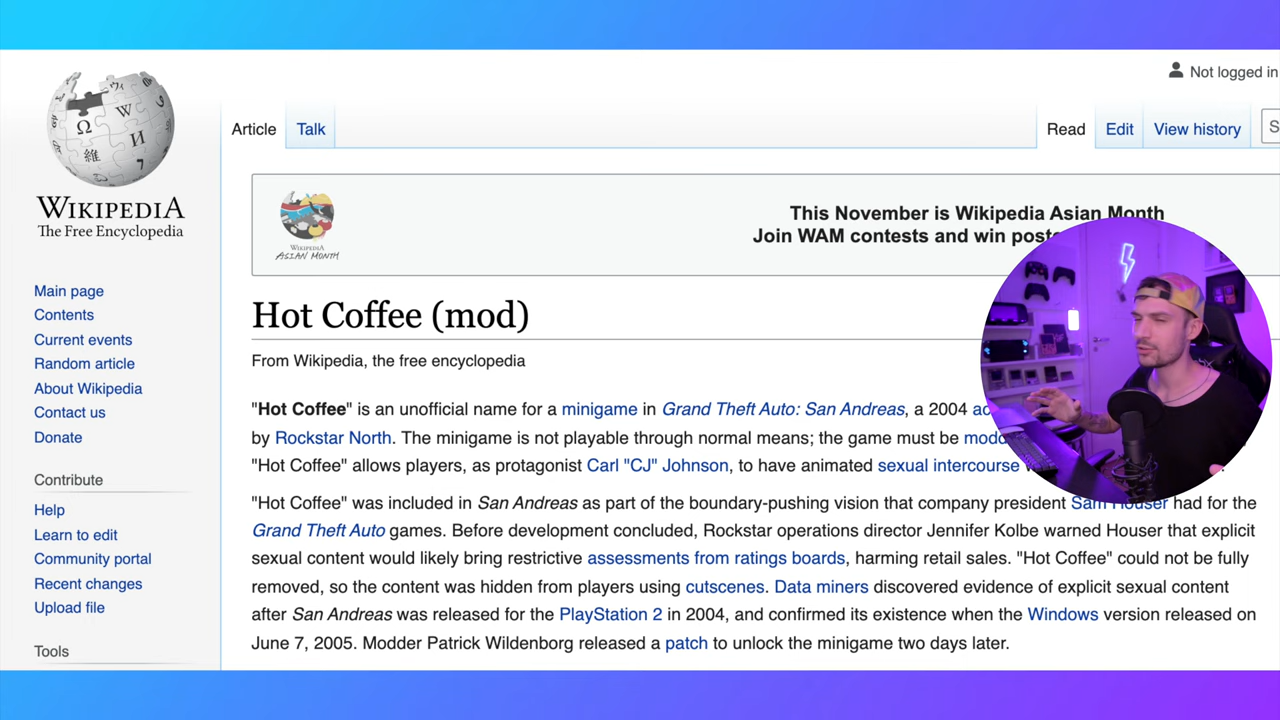 Not logged in
Article Talk Read Edit View history S
WIKIPEDIA
The Free Encyclopedia
WIKIPEDIA
ASIAN MONTH
This November is Wikipedia Asian Month
Join WAM contests and win
Main page
Contents
Current events
Random article
About Wikipedia
Contact us
Donate
Contribute
Help
Learn to edit
Community portal
Recent changes
Upload file
Tools
Hot Coffee (mod)
From Wikipedia, the free encyclopedia
"Hot Coffee" is an unofficial name for a minigame in Grand Theft Auto: San Andreas, a 2004
by Rockstar North. The minigame is not playable through normal means; the game must be
"Hot Coffee" allows players, as protagonist Carl "CJ" Johnson, to have animated sexual intercourse
"Hot Coffee" was included in San Andreas as part of the boundary-pushing vision that company president Sam Houser had for the
Grand Theft Auto games. Before development concluded, Rockstar operations director Jennifer Kolbe warned Houser that explicit
sexual content would likely bring restrictive assessments from ratings boards, harming retail sales. "Hot Coffee" could not be fully
removed, so the content was hidden from players using cutscenes. Data miners discovered evidence of explicit sexual content
after San Andreas was released for the PlayStation 2 in 2004, and confirmed its existence when the Windows version released on
June 7, 2005. Modder Patrick Wildenborg released a patch to unlock the minigame two days later.